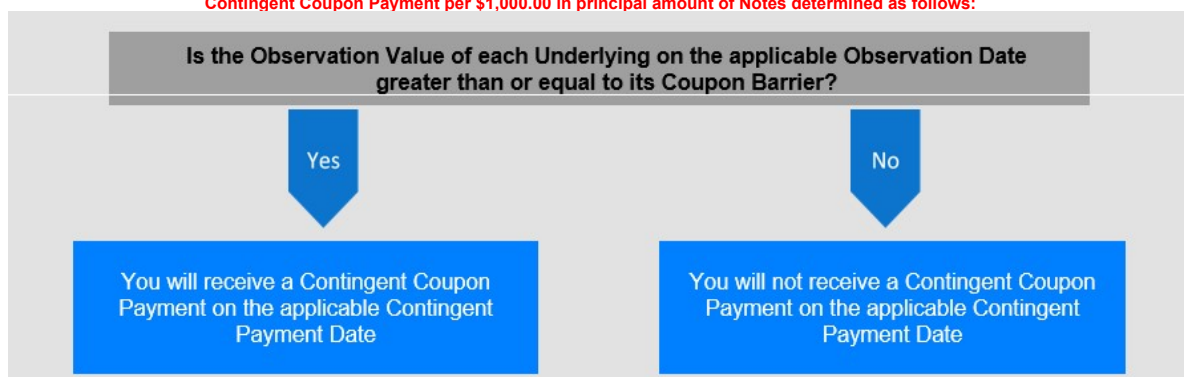 Contingent Coupon Payment per $1,000.00 in principal amount of Notes determined as follows:
Is the Observation Value of each Underlying on the applicable Observation Date
greater than or equal to its Coupon Barrier?
Yes
No
You will receive a Contingent Coupon
Payment on the applicable Contingent
Payment Date
You will not receive a Contingent Coupon
Payment on the applicable Contingent
Payment Date